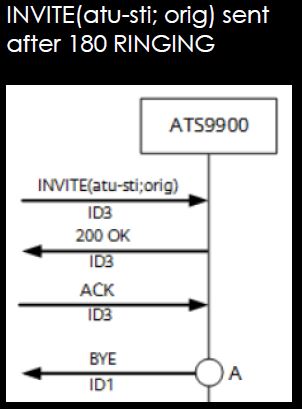 INVITE(atu-sti; orig) sent
after 180 RINGING
ATS9900
INVITE(atu-sti;orig)
ID3
200 OK
ID3
ACK
ID3
BYE
A
ID1